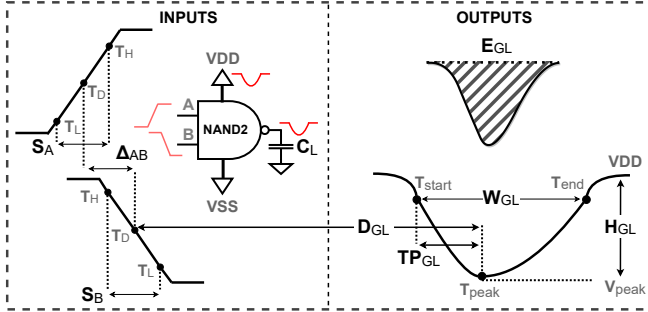 INPUTS
OUTPUTS
T_H
T_D
T_L
S_A
Δ_AB
VDD
A
B
NAND2
C_L
VSS
T_H
T_D
T_L
S_B
E_GL
VDD
T_start
T_end
W_GL
D_GL
H_GL
TP_GL
T_peak
V_peak